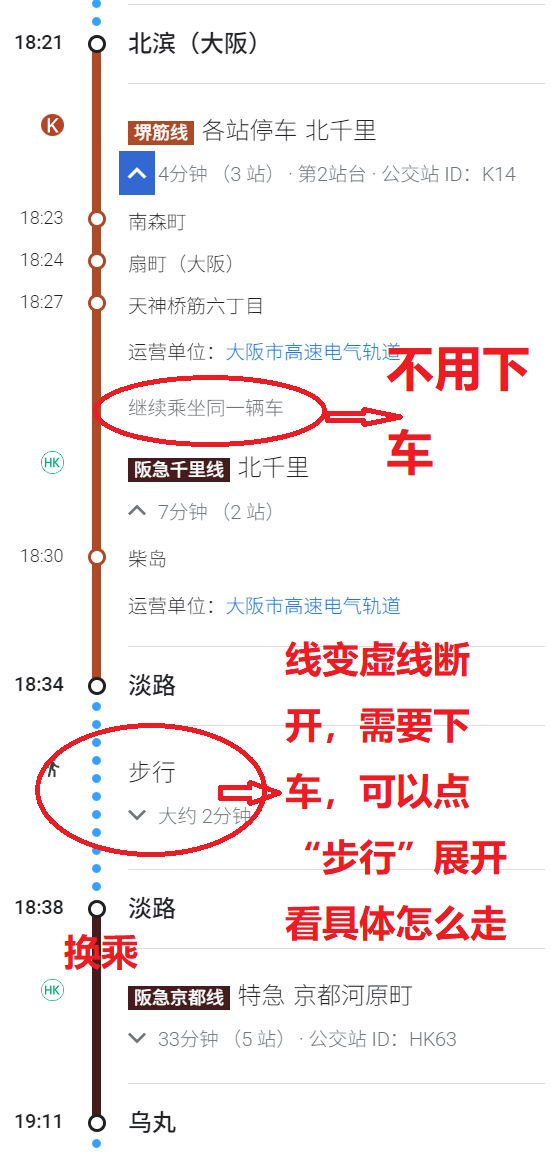 18:21 北滨（大阪）
K 堺筋线 各站停车 北千里
4分钟 （3 站） · 第2站台 · 公交站 ID：K14
18:23 南森町
18:24 扇町（大阪）
18:27 天神桥筋六丁目
运营单位：大阪市高速电气轨道
不用下
车
继续乘坐同一辆车
HK 阪急千里线 北千里
7分钟 （2 站）
18:30 柴岛
运营单位：大阪市高速电气轨道
18:34 淡路
线变虚线断
开，需要下
车，可以点
“步行”展开
看具体怎么走
步行
大约 2分钟
18:38 淡路
换乘
HK 阪急京都线 特急 京都河原町
33分钟 （5 站） · 公交站 ID：HK63
19:11 乌丸